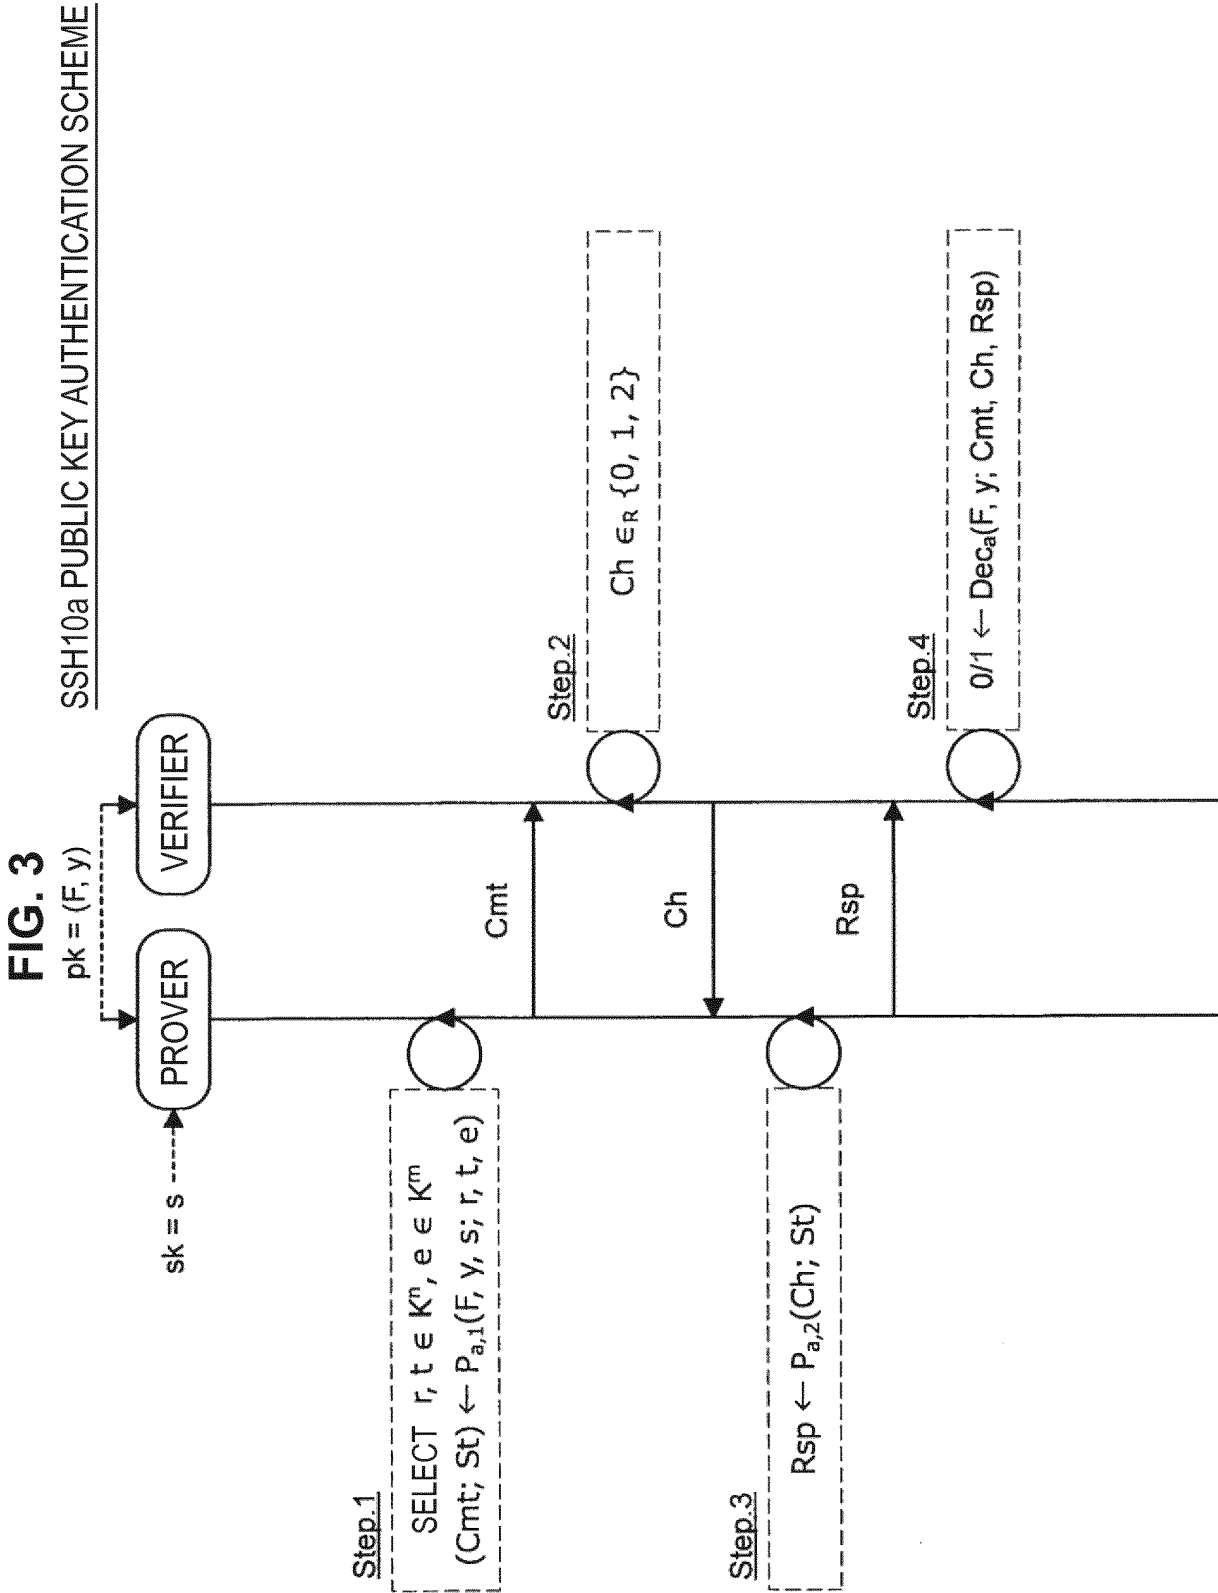 FIG. 3
SSH10a PUBLIC KEY AUTHENTICATION SCHEME
pk = (F, y)
sk = s
PROVER
VERIFIER
Step.1
SELECT r, t ∈ Kⁿ, e ∈ Kᵐ
(Cmt; St) ← Pa,1(F, y, s; r, t, e)
Cmt
Step.2
Ch ∈R {0, 1, 2}
Ch
Step.3
Rsp ← Pa,2(Ch; St)
Rsp
Step.4
0/1 ← Deca(F, y; Cmt, Ch, Rsp)